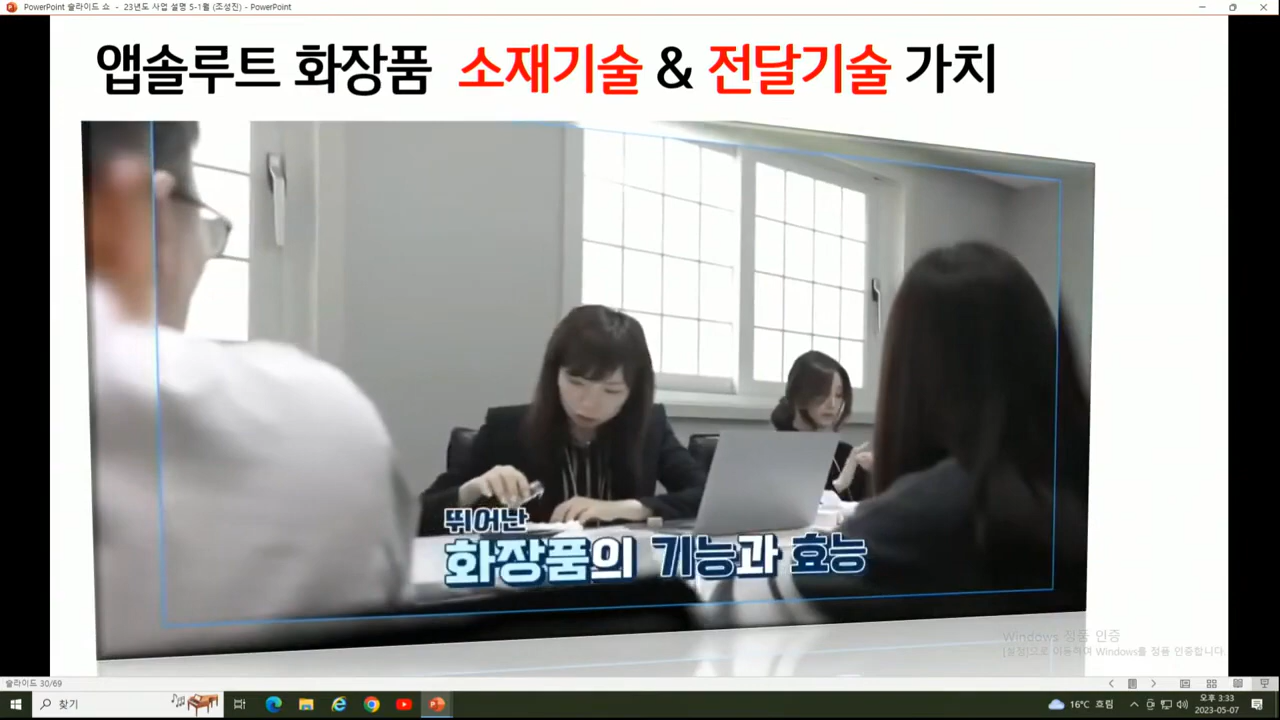 PowerPoint 슬라이드 쇼 - 23년도 사업 설명 5-1월 (조성진) - PowerPoint
앱솔루트 화장품 소재기술 & 전달기술 가치
뛰어난
화장품의 기능과 효능
Windows 정품 인증
[설정]으로 이동하여 Windows를 정품 인증합니다.
슬라이드 30/69
찾기
16°C 흐림
오후 3:33
2023-05-07